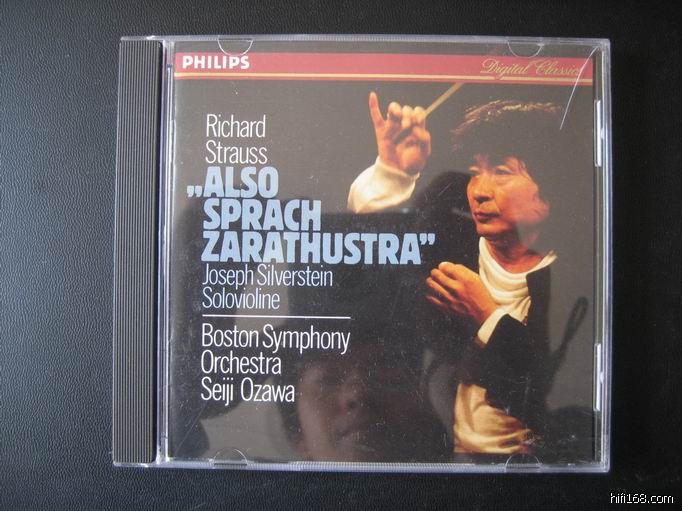 PHILIPS
Digital Classics
Richard
Strauss
„ALSO
SPRACH
ZARATHUSTRA”
Joseph Silverstein
Solovioline
Boston Symphony
Orchestra
Seiji Ozawa
hifi168.com